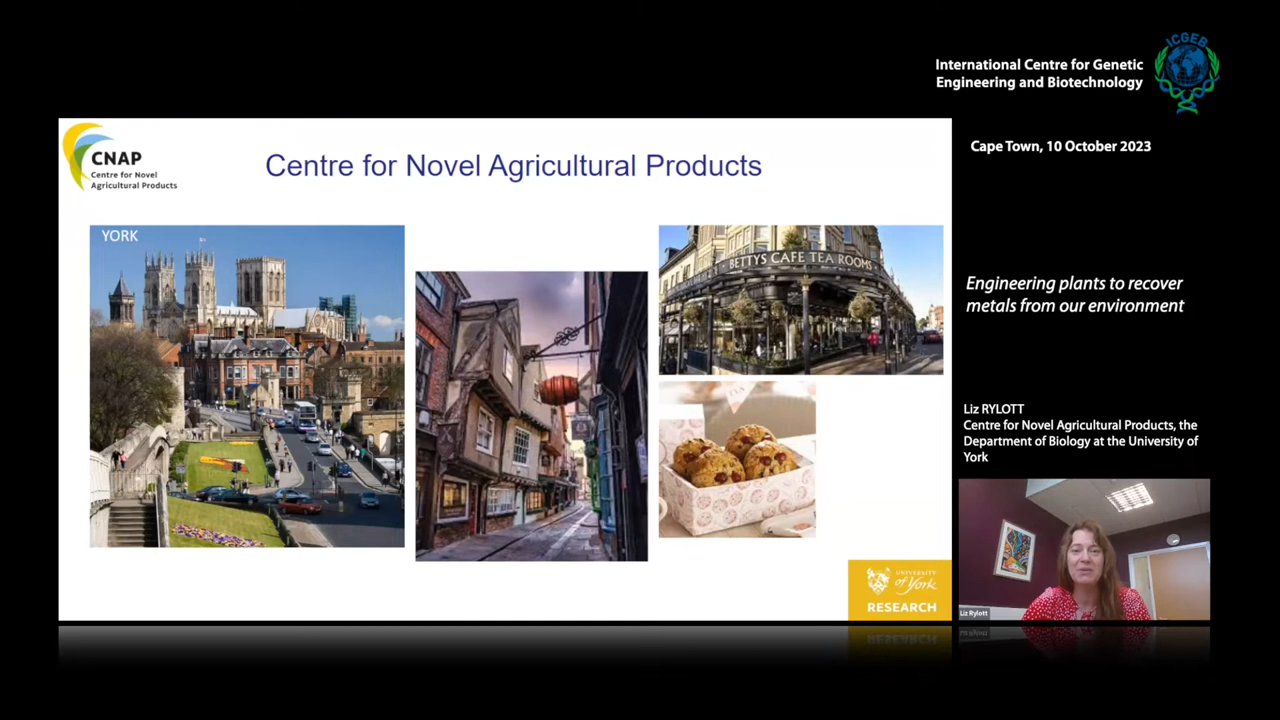 International Centre for Genetic
Engineering and Biotechnology
ICGEB
Cape Town, 10 October 2023
CNAP
Centre for Novel
Agricultural Products
Centre for Novel Agricultural Products
YORK
BETTYS CAFE TEA ROOMS
Engineering plants to recover
metals from our environment
Liz RYLOTT
Centre for Novel Agricultural Products, the
Department of Biology at the University of
York
UNIVERSITY
of York
RESEARCH
Liz Rylott